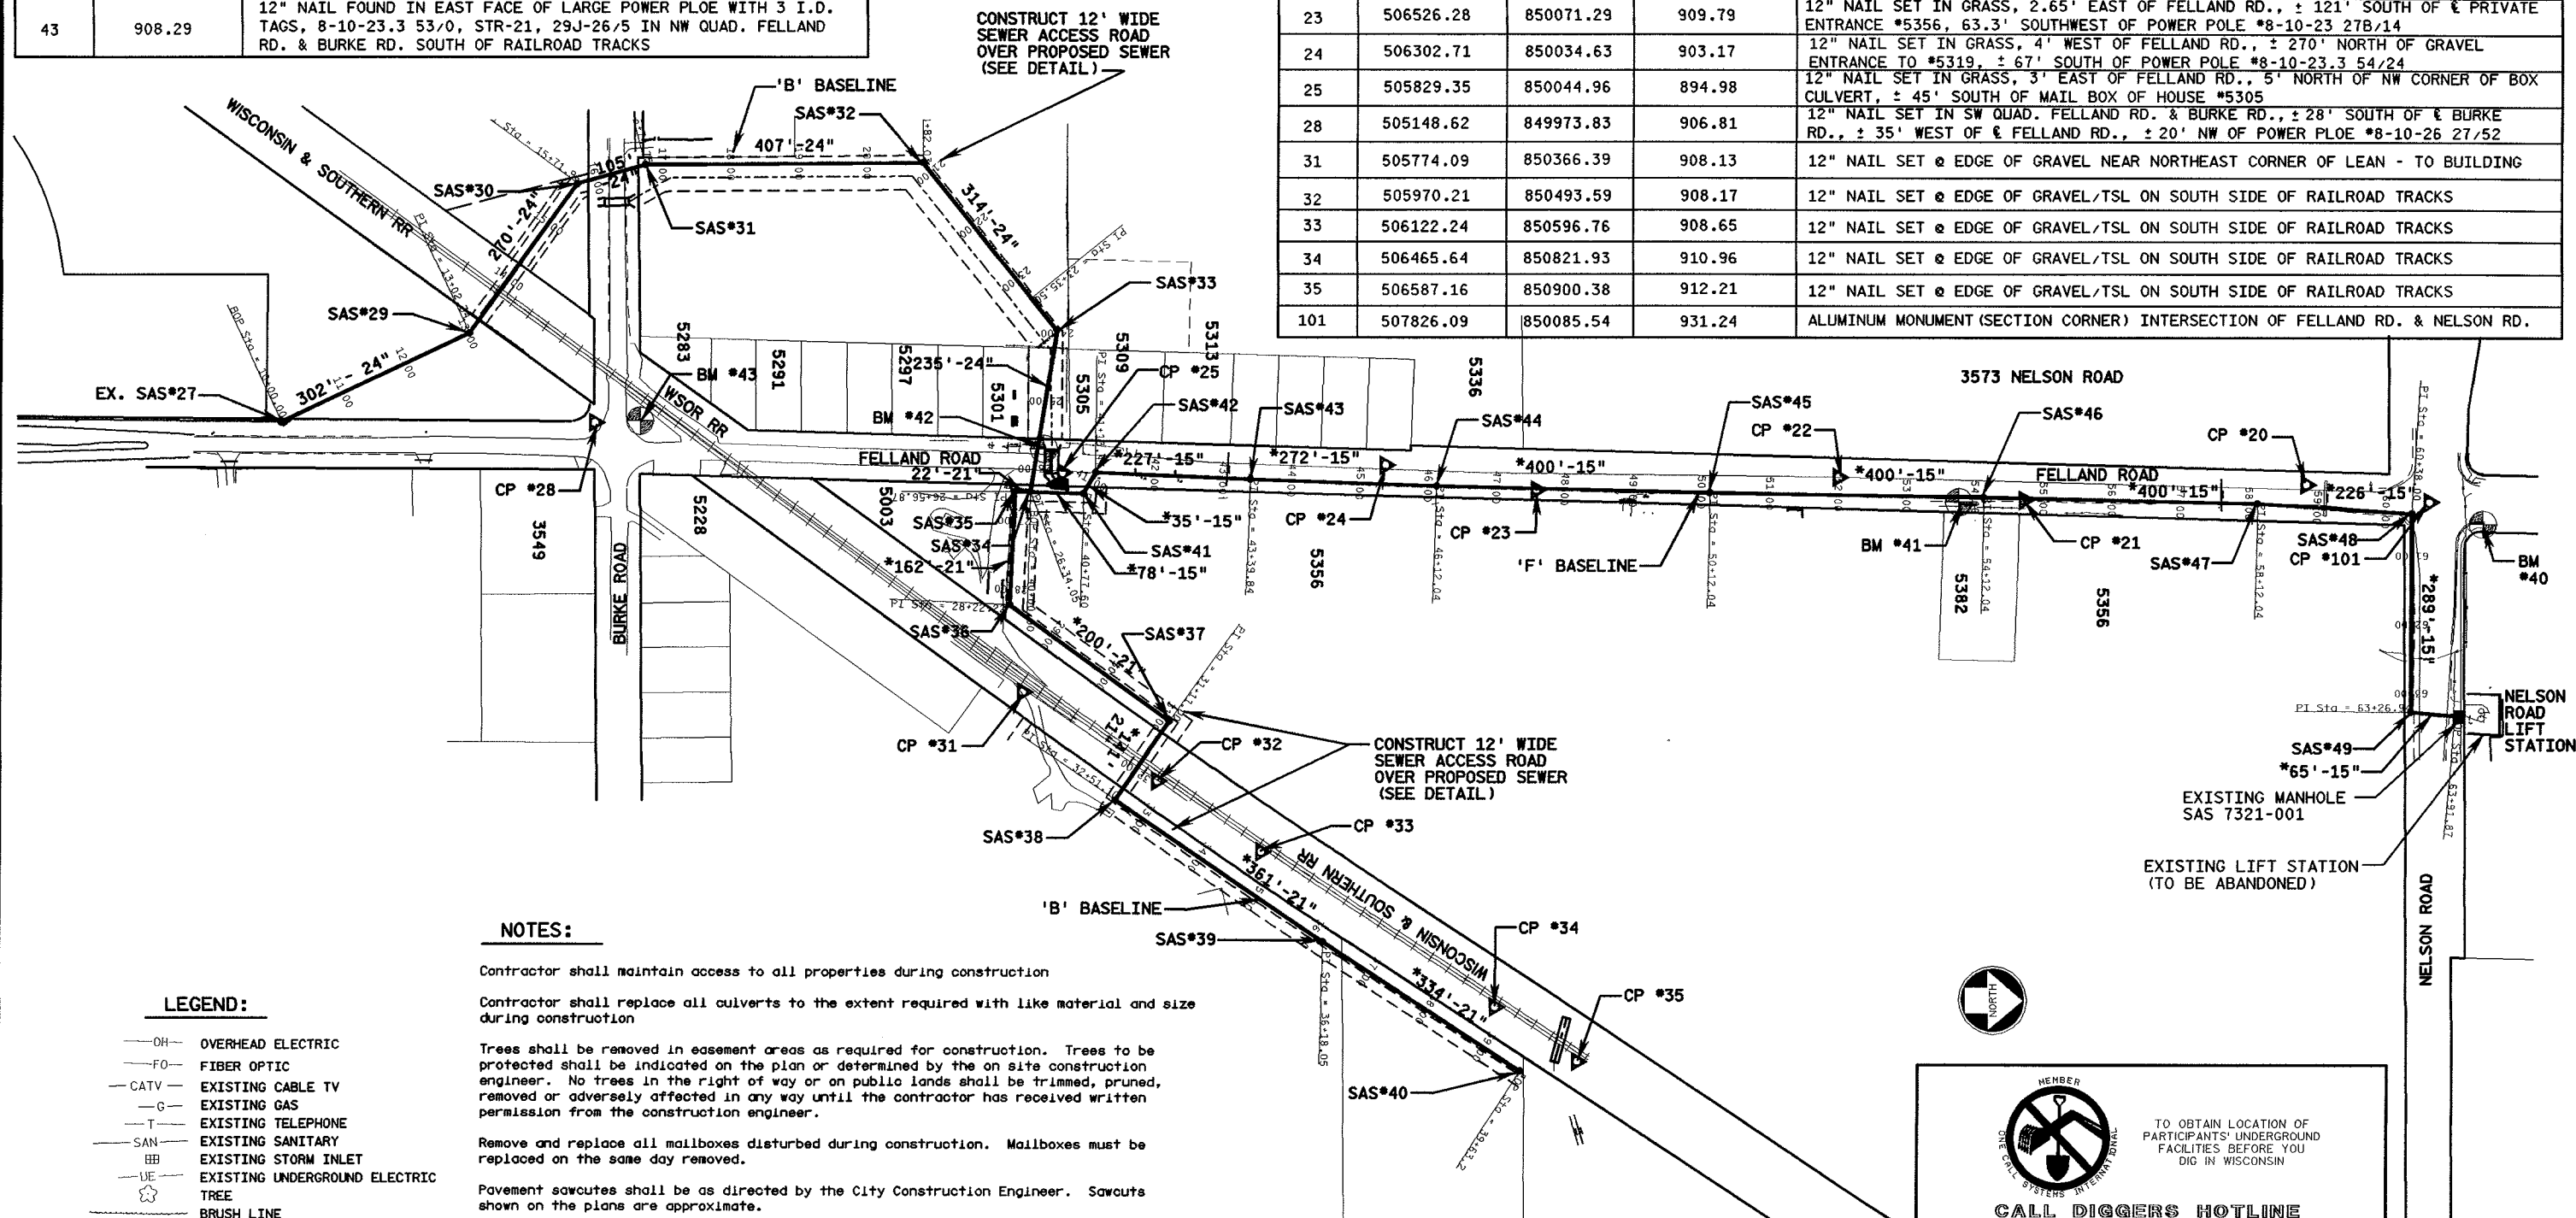 43 908.29 12" NAIL FOUND IN EAST FACE OF LARGE POWER PLOE WITH 3 I.D.
TAGS, 8-10-23.3 53/0, STR-21, 29J-26/5 IN NW QUAD. FELLAND
RD. & BURKE RD. SOUTH OF RAILROAD TRACKS
CONSTRUCT 12' WIDE
SEWER ACCESS ROAD
OVER PROPOSED SEWER
(SEE DETAIL)
23 506526.28 850071.29 909.79 12" NAIL SET IN GRASS, 2.65' EAST OF FELLAND RD., ± 121' SOUTH OF ℄ PRIVATE
ENTRANCE #5356, 63.3' SOUTHWEST OF POWER POLE #8-10-23 27B/14
24 506302.71 850034.63 903.17 12" NAIL SET IN GRASS, 4' WEST OF FELLAND RD., ± 270' NORTH OF GRAVEL
ENTRANCE TO #5319, ± 67' SOUTH OF POWER POLE #8-10-23.3 54/24
25 505829.35 850044.96 894.98 12" NAIL SET IN GRASS, 3' EAST OF FELLAND RD., 5' NORTH OF NW CORNER OF BOX
CULVERT, ± 45' SOUTH OF MAIL BOX OF HOUSE #5305
28 505148.62 849973.83 906.81 12" NAIL SET IN SW QUAD. FELLAND RD. & BURKE RD., ± 28' SOUTH OF ℄ BURKE
RD., ± 35' WEST OF ℄ FELLAND RD., ± 20' NW OF POWER PLOE #8-10-26 27/52
31 505774.09 850366.39 908.13 12" NAIL SET @ EDGE OF GRAVEL NEAR NORTHEAST CORNER OF LEAN - TO BUILDING
32 505970.21 850493.59 908.17 12" NAIL SET @ EDGE OF GRAVEL/TSL ON SOUTH SIDE OF RAILROAD TRACKS
33 506122.24 850596.76 908.65 12" NAIL SET @ EDGE OF GRAVEL/TSL ON SOUTH SIDE OF RAILROAD TRACKS
34 506465.64 850821.93 910.96 12" NAIL SET @ EDGE OF GRAVEL/TSL ON SOUTH SIDE OF RAILROAD TRACKS
35 506587.16 850900.38 912.21 12" NAIL SET @ EDGE OF GRAVEL/TSL ON SOUTH SIDE OF RAILROAD TRACKS
101 507826.09 850085.54 931.24 ALUMINUM MONUMENT (SECTION CORNER) INTERSECTION OF FELLAND RD. & NELSON RD.
'B' BASELINE
SAS#32
407'-24"
WISCONSIN & SOUTHERN RR
105'-
24"
SAS#30
SAS#31
270'-24"
314'-24"
SAS#33
SAS#29
302'- 24"
EX. SAS#27
5283
BM #43
5291
5297
235'-24"
5301
5305
5309
5313
CP #25
5336
3573 NELSON ROAD
WSOR RR
BM #42
SAS#42
SAS#43
SAS#44
SAS#45
SAS#46
CP #22
CP #20
FELLAND ROAD
22'-21"
*227'-15"
*272'-15"
*400'-15"
*400'-15"
FELLAND ROAD
*400'-15"
*226'-15"
CP #28
5003
SAS#35
*35'-15"
CP #24
CP #23
SAS#34
SAS#41
*162'-21"
*78'-15"
5356
'F' BASELINE
BM #41
CP #21
SAS#47
SAS#48
CP #101
BM
#40
3549
5228
BURKE ROAD
5382
5356
*289'-15"
PI Sta = 43+39.84
PI Sta = 46+12.04
PI Sta = 50+12.04
PI Sta = 54+12.04
PI Sta = 58+12.04
SAS#36
*200'-21"
SAS#37
*141'-
21"
CP #31
CP #32
CONSTRUCT 12' WIDE
SEWER ACCESS ROAD
OVER PROPOSED SEWER
(SEE DETAIL)
NELSON
ROAD
LIFT
STATION
SAS#49
*65'-15"
EXISTING MANHOLE
SAS 7321-001
SAS#38
CP #33
*361'-21"
WISCONSIN & SOUTHERN RR
EXISTING LIFT STATION
(TO BE ABANDONED)
'B' BASELINE
SAS#39
CP #34
*334'-21"
CP #35
SAS#40
PI Sta = 36+18.05
NELSON ROAD
NORTH
NOTES:
Contractor shall maintain access to all properties during construction
Contractor shall replace all culverts to the extent required with like material and size
during construction
Trees shall be removed in easement areas as required for construction. Trees to be
protected shall be indicated on the plan or determined by the on site construction
engineer. No trees in the right of way or on public lands shall be trimmed, pruned,
removed or adversely affected in any way until the contractor has received written
permission from the construction engineer.
Remove and replace all mailboxes disturbed during construction. Mailboxes must be
replaced on the same day removed.
Pavement sawcutes shall be as directed by the City Construction Engineer. Sawcuts
shown on the plans are approximate.
LEGEND:
OH OVERHEAD ELECTRIC
FO FIBER OPTIC
CATV EXISTING CABLE TV
G EXISTING GAS
T EXISTING TELEPHONE
SAN EXISTING SANITARY
EXISTING STORM INLET
UE EXISTING UNDERGROUND ELECTRIC
TREE
BRUSH LINE
MEMBER
ONE CALL SYSTEMS INTERNATIONAL
TO OBTAIN LOCATION OF
PARTICIPANTS' UNDERGROUND
FACILITIES BEFORE YOU
DIG IN WISCONSIN
CALL DIGGERS HOTLINE